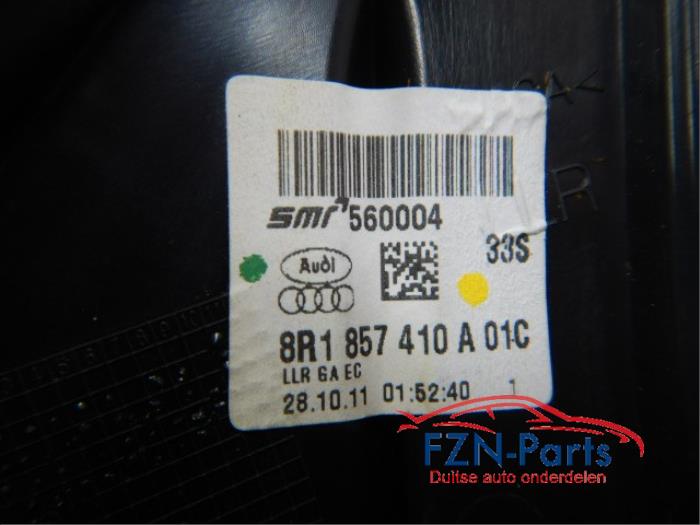 smr 560004
33S
Audi
8R1 857 410 A 01C
LLR GA EC
28.10.11 01:52:40 1
LR
FZN-Parts
Duitse auto onderdelen